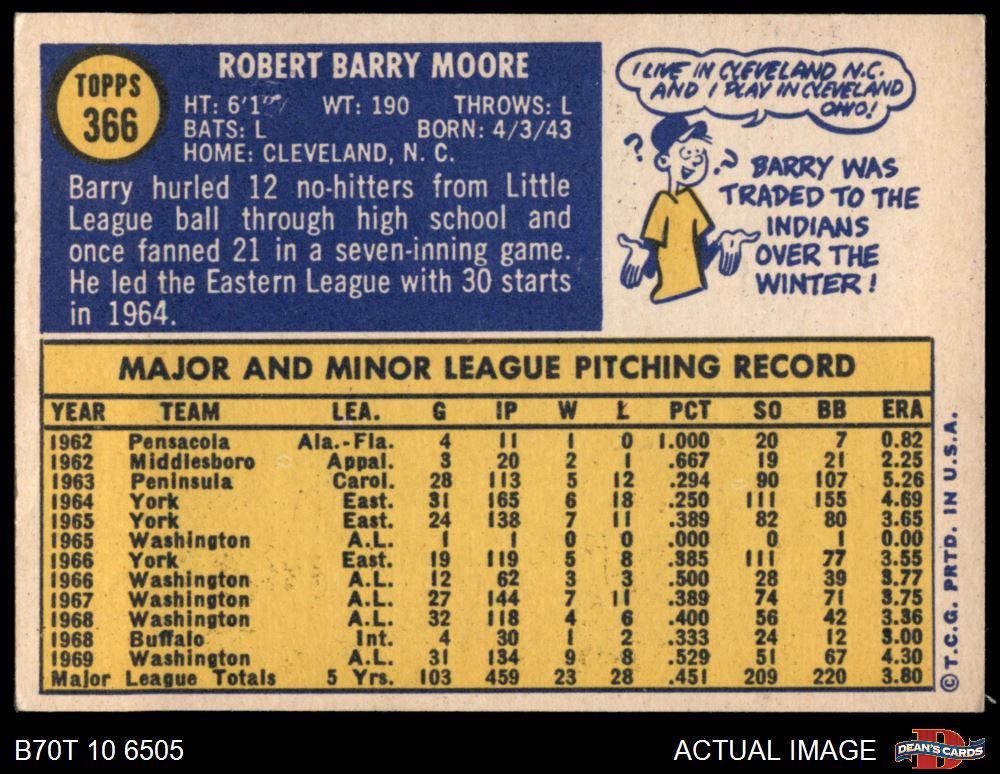 TOPPS
366
ROBERT BARRY MOORE
HT: 6'1" WT: 190 THROWS: L
BATS: L BORN: 4/3/43
HOME: CLEVELAND, N. C.
Barry hurled 12 no-hitters from Little
League ball through high school and
once fanned 21 in a seven-inning game.
He led the Eastern League with 30 starts
in 1964.
I LIVE IN CLEVELAND N.C.
AND I PLAY IN CLEVELAND
OHIO!
? ?
BARRY WAS
TRADED TO THE
INDIANS
OVER THE
WINTER!
MAJOR AND MINOR LEAGUE PITCHING RECORD
YEAR TEAM LEA. G IP W L PCT SO BB ERA
1962 Pensacola Ala.-Fla. 4 11 1 0 1.000 20 7 0.82
1962 Middlesboro Appal. 3 20 2 1 .667 19 21 2.25
1963 Peninsula Carol. 28 113 5 12 .294 90 107 5.26
1964 York East. 31 165 6 18 .250 111 155 4.69
1965 York East. 24 138 7 11 .389 82 80 3.65
1965 Washington A.L. 1 1 0 0 .000 0 1 0.00
1966 York East. 19 119 5 8 .385 111 77 3.55
1966 Washington A.L. 12 62 3 3 .500 28 39 3.77
1967 Washington A.L. 27 144 7 11 .389 74 71 3.75
1968 Washington A.L. 32 118 4 6 .400 56 42 3.36
1968 Buffalo Int. 4 30 1 2 .333 24 12 3.00
1969 Washington A.L. 31 134 9 8 .529 51 67 4.30
Major League Totals 5 Yrs. 103 459 23 28 .451 209 220 3.80
© T.C.G. PRTD. IN U.S.A.
B70T 10 6505
ACTUAL IMAGE
DEAN'S CARDS